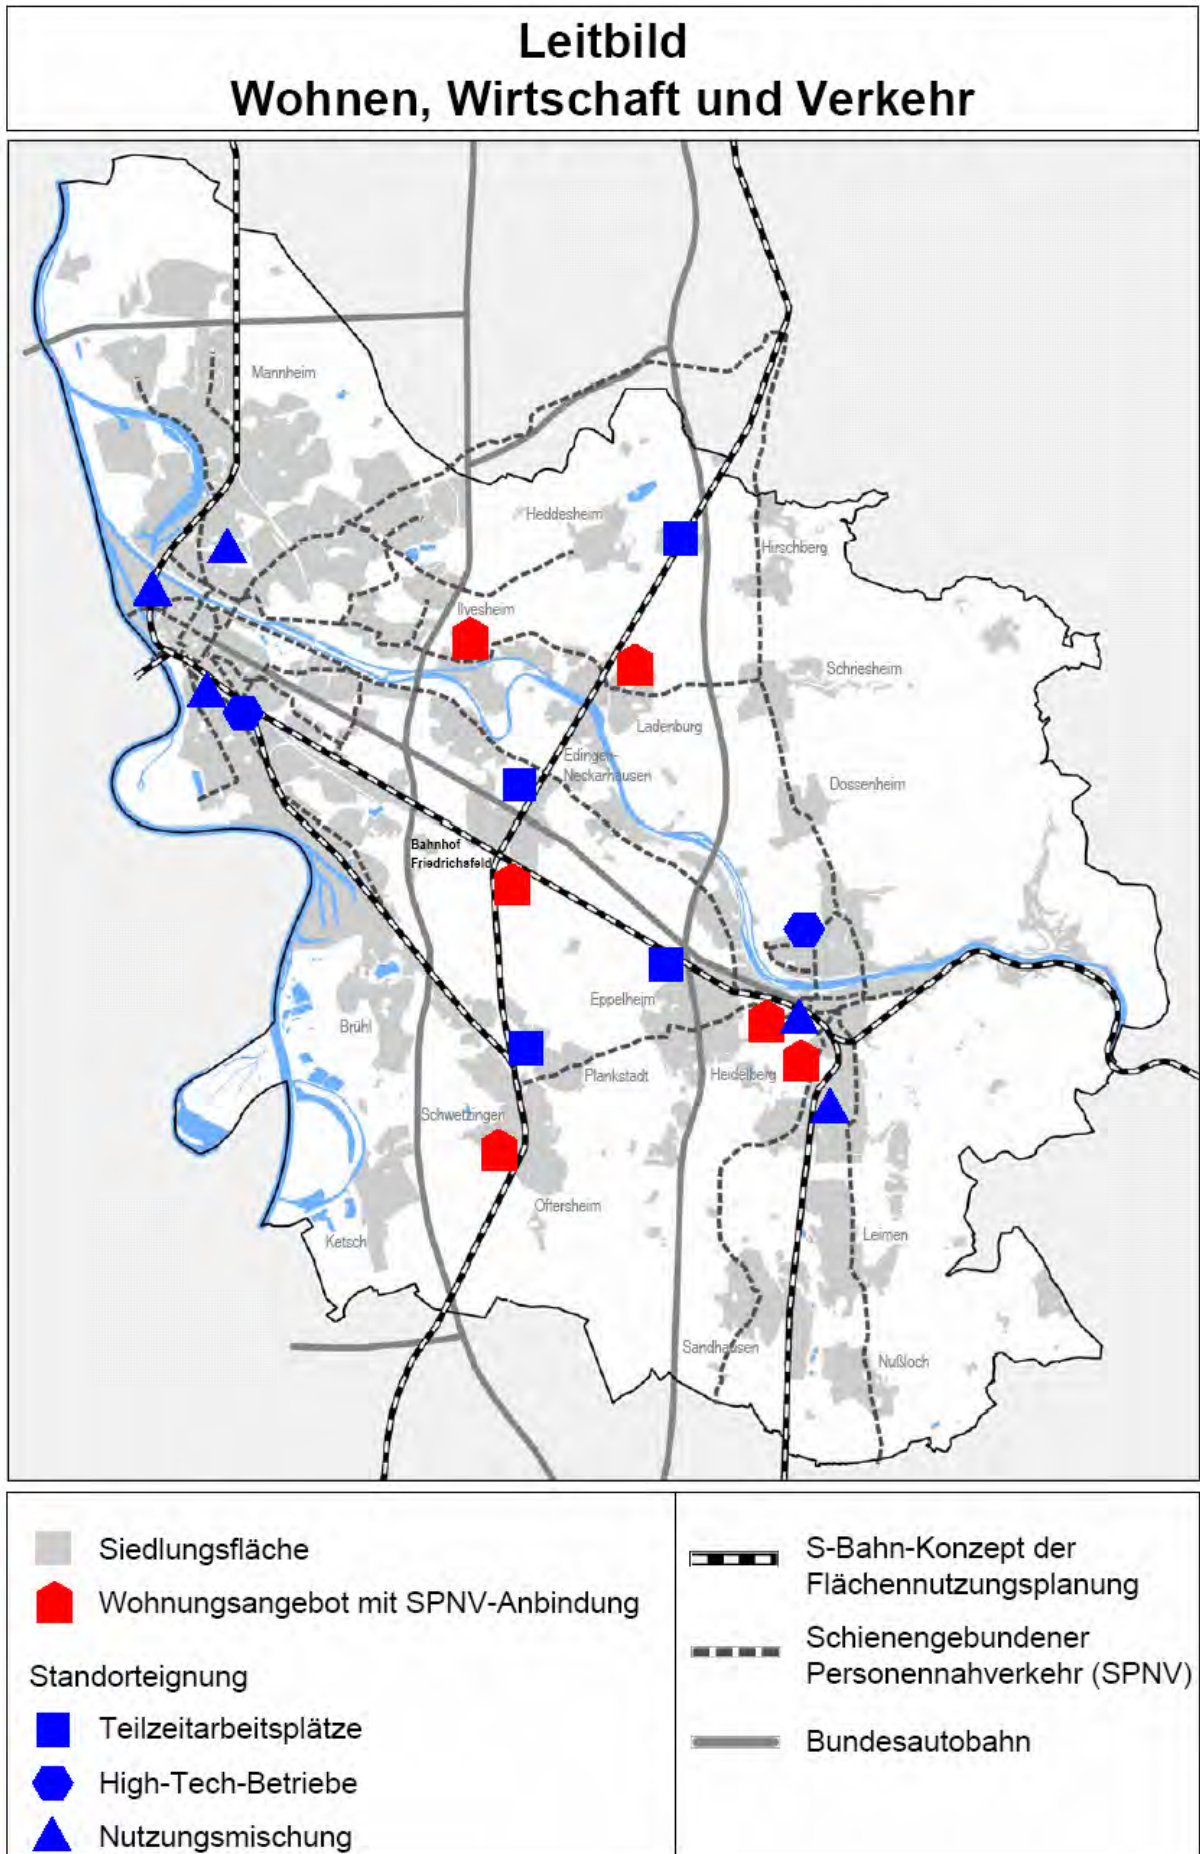 Leitbild
Wohnen, Wirtschaft und Verkehr
Mannheim
Heddesheim
Hirschberg
Ilvesheim
Schriesheim
Ladenburg
Edingen-
Neckarhausen
Dossenheim
Bahnhof
Friedrichsfeld
Eppelheim
Brühl
Plankstadt
Heidelberg
Schwetzingen
Oftersheim
Ketsch
Leimen
Sandhausen
Nußloch
Siedlungsfläche
Wohnungsangebot mit SPNV-Anbindung
Standorteignung
Teilzeitarbeitsplätze
High-Tech-Betriebe
Nutzungsmischung
S-Bahn-Konzept der
Flächennutzungsplanung
Schienengebundener
Personennahverkehr (SPNV)
Bundesautobahn